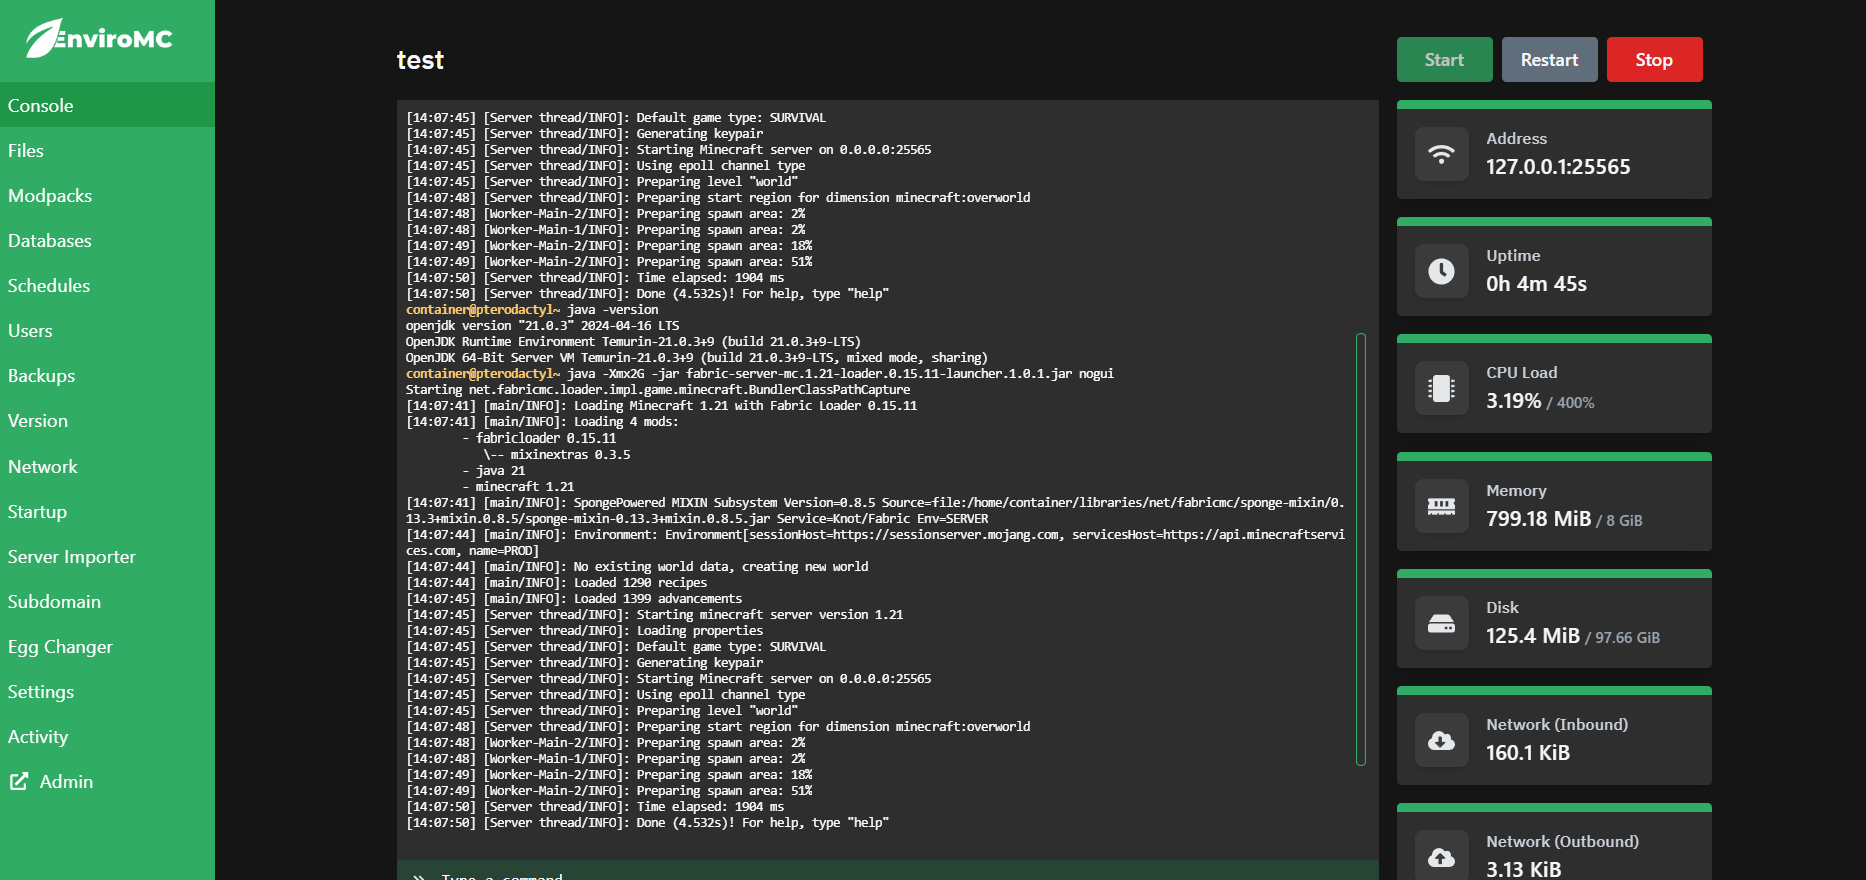 EnviroMC
Console
Files
Modpacks
Databases
Schedules
Users
Backups
Version
Network
Startup
Server Importer
Subdomain
Egg Changer
Settings
Activity
Admin
test
Start Restart Stop
[14:07:45] [Server thread/INFO]: Default game type: SURVIVAL
[14:07:45] [Server thread/INFO]: Generating keypair
[14:07:45] [Server thread/INFO]: Starting Minecraft server on 0.0.0.0:25565
[14:07:45] [Server thread/INFO]: Using epoll channel type
[14:07:45] [Server thread/INFO]: Preparing level "world"
[14:07:48] [Server thread/INFO]: Preparing start region for dimension minecraft:overworld
[14:07:48] [Worker-Main-2/INFO]: Preparing spawn area: 2%
[14:07:48] [Worker-Main-1/INFO]: Preparing spawn area: 2%
[14:07:49] [Worker-Main-2/INFO]: Preparing spawn area: 18%
[14:07:49] [Worker-Main-2/INFO]: Preparing spawn area: 51%
[14:07:50] [Server thread/INFO]: Time elapsed: 1904 ms
[14:07:50] [Server thread/INFO]: Done (4.532s)! For help, type "help"
container@pterodactyl~ java -version
openjdk version "21.0.3" 2024-04-16 LTS
OpenJDK Runtime Environment Temurin-21.0.3+9 (build 21.0.3+9-LTS)
OpenJDK 64-Bit Server VM Temurin-21.0.3+9 (build 21.0.3+9-LTS, mixed mode, sharing)
container@pterodactyl~ java -Xmx2G -jar fabric-server-mc.1.21-loader.0.15.11-launcher.1.0.1.jar nogui
Starting net.fabricmc.loader.impl.game.minecraft.BundlerClassPathCapture
[14:07:41] [main/INFO]: Loading Minecraft 1.21 with Fabric Loader 0.15.11
[14:07:41] [main/INFO]: Loading 4 mods:
- fabricloader 0.15.11
\-- mixinextras 0.3.5
- java 21
- minecraft 1.21
[14:07:41] [main/INFO]: SpongePowered MIXIN Subsystem Version=0.8.5 Source=file:/home/container/libraries/net/fabricmc/sponge-mixin/0.
13.3+mixin.0.8.5/sponge-mixin-0.13.3+mixin.0.8.5.jar Service=Knot/Fabric Env=SERVER
[14:07:44] [main/INFO]: Environment: Environment[sessionHost=https://sessionserver.mojang.com, servicesHost=https://api.minecraftservi
ces.com, name=PROD]
[14:07:44] [main/INFO]: No existing world data, creating new world
[14:07:44] [main/INFO]: Loaded 1290 recipes
[14:07:45] [main/INFO]: Loaded 1399 advancements
[14:07:45] [Server thread/INFO]: Starting minecraft server version 1.21
[14:07:45] [Server thread/INFO]: Loading properties
[14:07:45] [Server thread/INFO]: Default game type: SURVIVAL
[14:07:45] [Server thread/INFO]: Generating keypair
[14:07:45] [Server thread/INFO]: Starting Minecraft server on 0.0.0.0:25565
[14:07:45] [Server thread/INFO]: Using epoll channel type
[14:07:45] [Server thread/INFO]: Preparing level "world"
[14:07:48] [Server thread/INFO]: Preparing start region for dimension minecraft:overworld
[14:07:48] [Worker-Main-2/INFO]: Preparing spawn area: 2%
[14:07:48] [Worker-Main-1/INFO]: Preparing spawn area: 2%
[14:07:49] [Worker-Main-2/INFO]: Preparing spawn area: 18%
[14:07:49] [Worker-Main-2/INFO]: Preparing spawn area: 51%
[14:07:50] [Server thread/INFO]: Time elapsed: 1904 ms
[14:07:50] [Server thread/INFO]: Done (4.532s)! For help, type "help"
» Type a command
Address
127.0.0.1:25565
Uptime
0h 4m 45s
CPU Load
3.19% / 400%
Memory
799.18 MiB / 8 GiB
Disk
125.4 MiB / 97.66 GiB
Network (Inbound)
160.1 KiB
Network (Outbound)
3.13 KiB